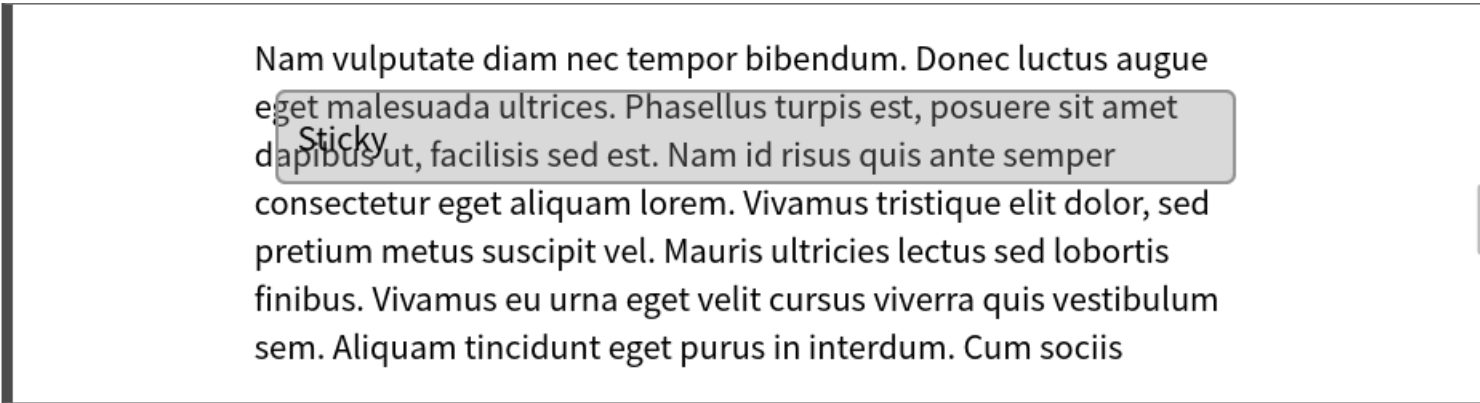 Nam vulputate diam nec tempor bibendum. Donec luctus augue
eget malesuada ultrices. Phasellus turpis est, posuere sit amet
Sticky
dapibus ut, facilisis sed est. Nam id risus quis ante semper
consectetur eget aliquam lorem. Vivamus tristique elit dolor, sed
pretium metus suscipit vel. Mauris ultricies lectus sed lobortis
finibus. Vivamus eu urna eget velit cursus viverra quis vestibulum
sem. Aliquam tincidunt eget purus in interdum. Cum sociis